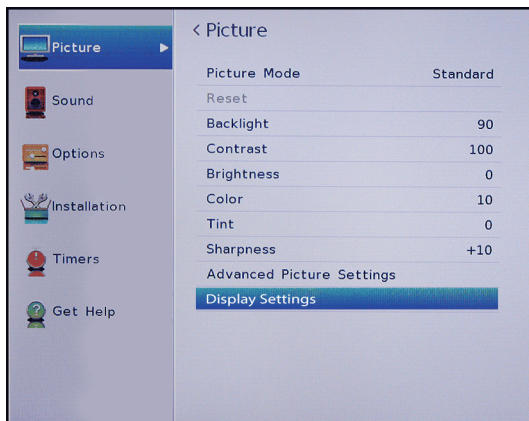 < Picture
Picture
Sound
Options
Installation
Timers
Get Help
Picture Mode Standard
Reset
Backlight 90
Contrast 100
Brightness 0
Color 10
Tint 0
Sharpness +10
Advanced Picture Settings
Display Settings